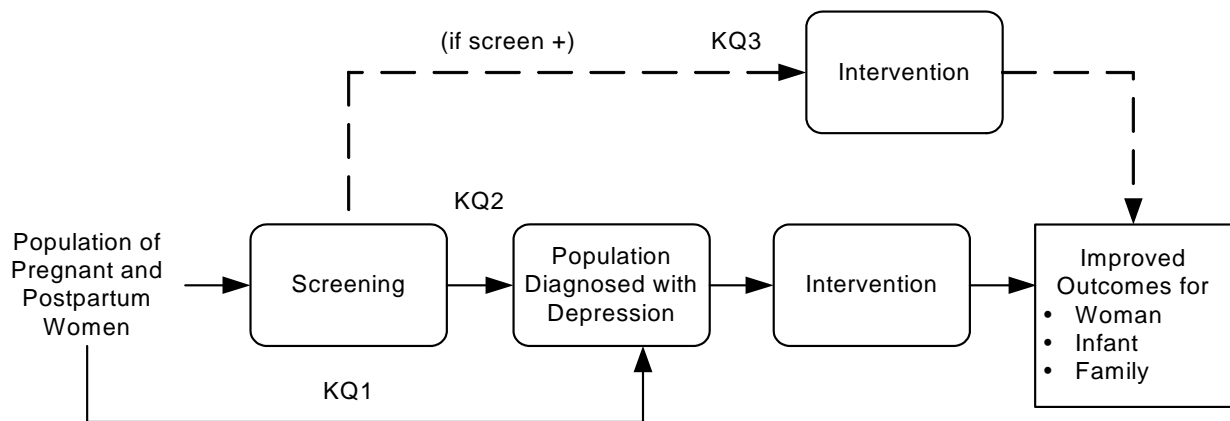 (if screen +)
KQ3
Intervention
KQ2
Population of
Pregnant and
Postpartum
Women
Screening
Population
Diagnosed with
Depression
Intervention
Improved
Outcomes for
• Woman
• Infant
• Family
KQ1